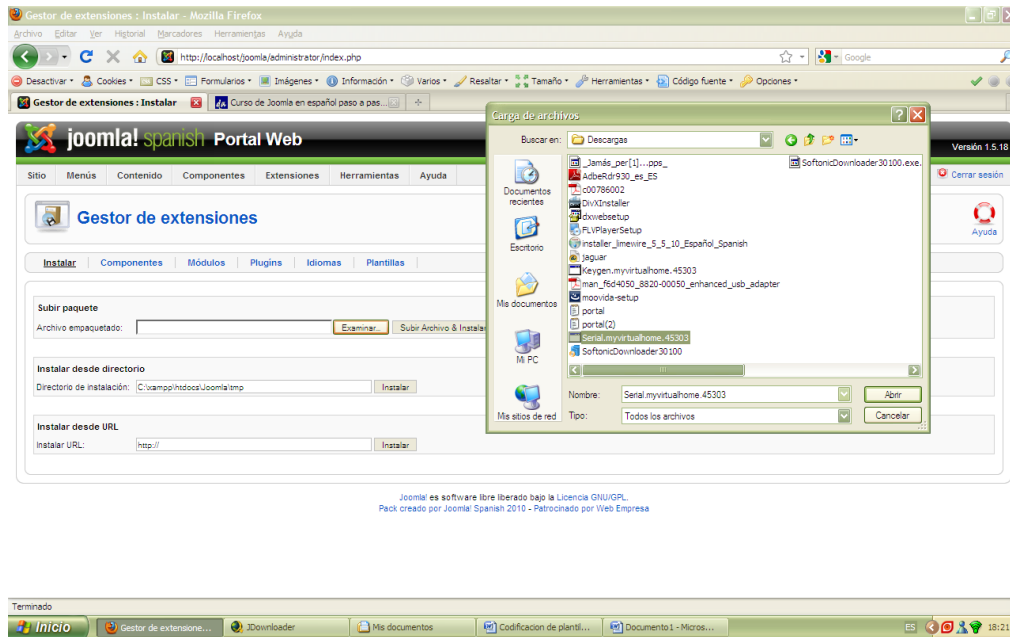 Gestor de extensiones : Instalar - Mozilla Firefox
Archivo Editar Ver Historial Marcadores Herramientas Ayuda
http://localhost/joomla/administrator/index.php
Google
Desactivar Cookies CSS Formularios Imágenes Información Varios Resaltar Tamaño Herramientas Código fuente Opciones
Gestor de extensiones : Instalar
Curso de Joomla en español paso a pas...
joomla! spanish Portal Web
Versión 1.5.18
Sitio Menús Contenido Componentes Extensiones Herramientas Ayuda
Cerrar sesión
Gestor de extensiones
Ayuda
Instalar Componentes Módulos Plugins Idiomas Plantillas
Subir paquete
Archivo empaquetado: Examinar... Subir Archivo & Instalar
Instalar desde directorio
Directorio de instalación: C:\xampp\htdocs\Joomla\tmp Instalar
Instalar desde URL
Instalar URL: http:// Instalar
Carga de archivos
Buscar en: Descargas
Documentos recientes
Escritorio
Mis documentos
Mi PC
Mis sitios de red
_Jamás_per[1]...pps_
AdbeRdr930_es_ES
c00786002
DivXInstaller
dxwebsetup
FLVPlayerSetup
installer_limewire_5_5_10_Español_Spanish
jaguar
Keygen.myvirtualhome.45303
man_f6d4050_8820-00050_enhanced_usb_adapter
moovida-setup
portal
portal(2)
Serial.myvirtualhome.45303
SoftonicDownloader30100
SoftonicDownloader30100.exe.
Nombre: Serial.myvirtualhome.45303 Abrir
Tipo: Todos los archivos Cancelar
Joomla! es software libre liberado bajo la Licencia GNU/GPL.
Pack creado por Joomla! Spanish 2010 - Patrocinado por Web Empresa
Terminado
Inicio
Gestor de extensione...
JDownloader
Mis documentos
Codificacion de plantil...
Documento1 - Micros...
ES
18:21